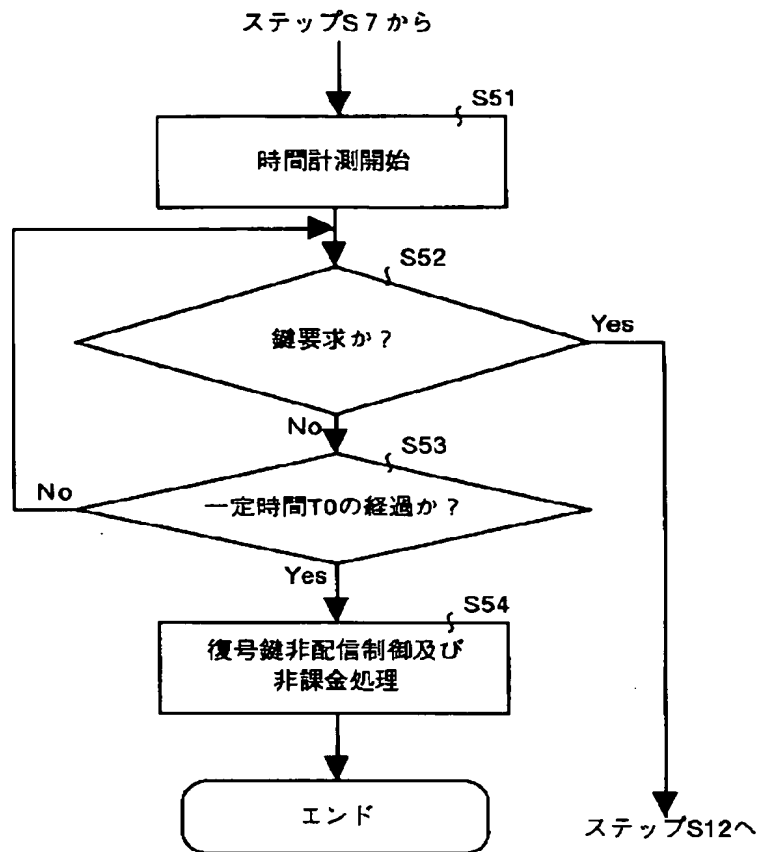 ステップS7から
S51
時間計測開始
S52
鍵要求か?
Yes
No
S53
一定時間T0の経過か?
No
Yes
S54
復号鍵非配信制御及び
非課金処理
エンド
ステップS12へ